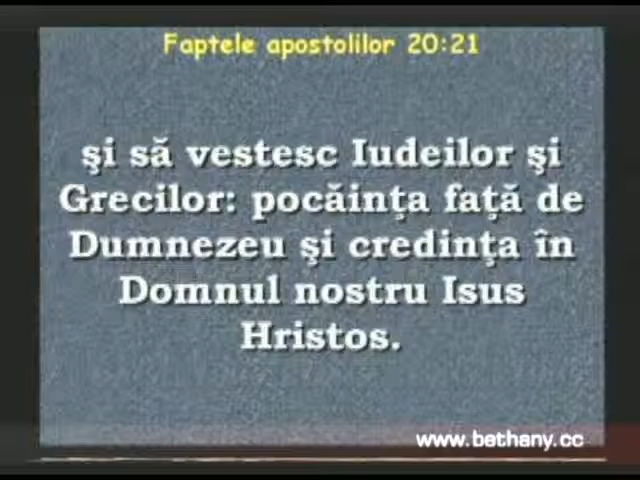 Faptele apostolilor 20:21
şi să vestesc Iudeilor şi
Grecilor: pocăinţa faţă de
Dumnezeu şi credinţa în
Domnul nostru Isus
Hristos.
www.bethany.cc